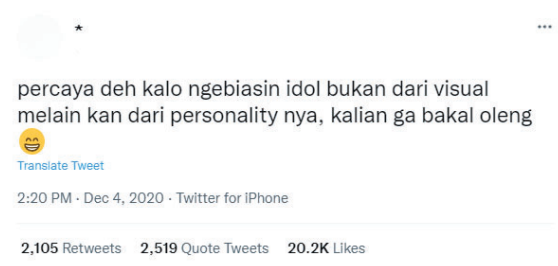 *
percaya deh kalo ngebiasin idol bukan dari visual
melain kan dari personality nya, kalian ga bakal oleng
😄
Translate Tweet
2:20 PM · Dec 4, 2020 · Twitter for iPhone
2,105 Retweets 2,519 Quote Tweets 20.2K Likes